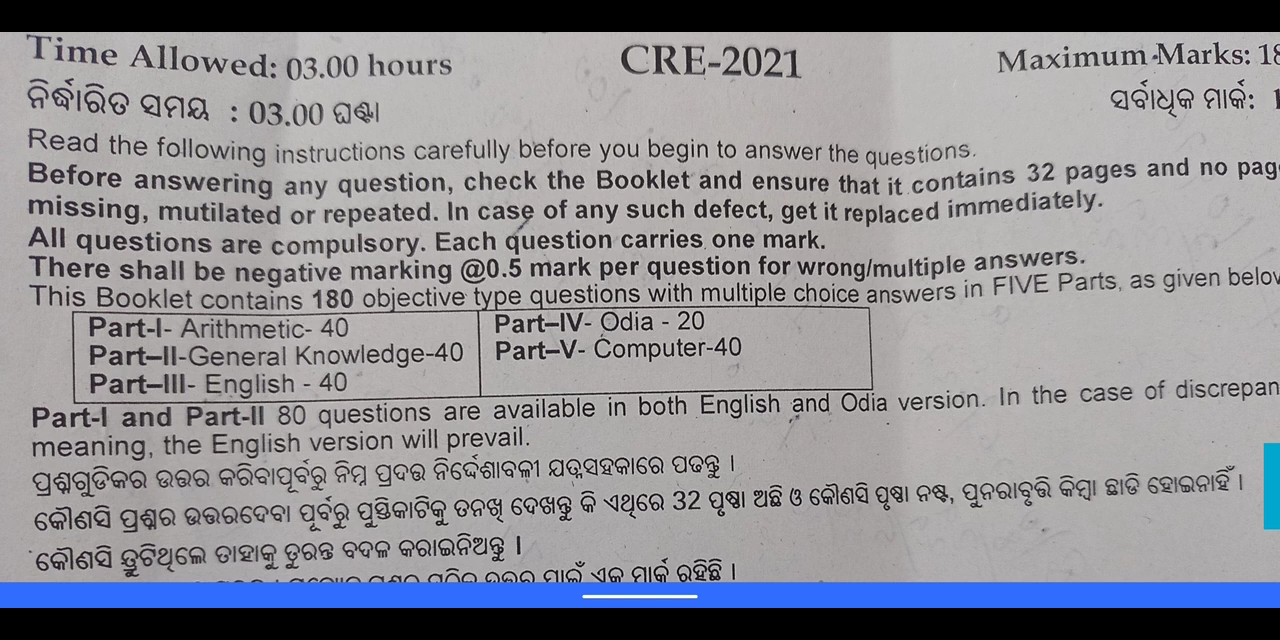 Time Allowed: 03.00 hours
CRE-2021
Maximum Marks: 18
ନିର୍ଦ୍ଧାରିତ ସମୟ : 03.00 ଘଣ୍ଟା
ସର୍ବାଧିକ ମାର୍କ:
Read the following instructions carefully before you begin to answer the questions.
Before answering any question, check the Booklet and ensure that it contains 32 pages and no pag
missing, mutilated or repeated. In case of any such defect, get it replaced immediately.
All questions are compulsory. Each question carries one mark.
There shall be negative marking @0.5 mark per question for wrong/multiple answers.
This Booklet contains 180 objective type questions with multiple choice answers in FIVE Parts, as given below
Part-I- Arithmetic- 40
Part–II-General Knowledge-40
Part–III- English - 40
Part–IV- Odia - 20
Part–V- Computer-40
Part-I and Part-II 80 questions are available in both English and Odia version. In the case of discrepan
meaning, the English version will prevail.
ପ୍ରଶ୍ନଗୁଡିକର ଉତ୍ତର କରିବାପୂର୍ବରୁ ନିମ୍ନ ପ୍ରଦତ୍ତ ନିର୍ଦ୍ଦେଶାବଳୀ ଯତ୍ନସହକାରେ ପଢନ୍ତୁ ।
କୌଣସି ପ୍ରଶ୍ନର ଉତ୍ତରଦେବା ପୂର୍ବରୁ ପୁସ୍ତିକାଟିକୁ ତନଖି ଦେଖନ୍ତୁ କି ଏଥିରେ 32 ପୃଷ୍ଠା ଅଛି ଓ କୌଣସି ପୃଷ୍ଠା ନଷ୍ଟ, ପୁନରାବୃତ୍ତି କିମ୍ବା ଛାଡି ହୋଇନାହିଁ ।
କୌଣସି ତ୍ରୁଟିଥିଲେ ତାହାକୁ ତୁରନ୍ତ ବଦଳ କରାଇନିଅନ୍ତୁ ।
ଉତ୍ତର ପାଇଁ ଏକ ମାର୍କ ରହିଛି ।